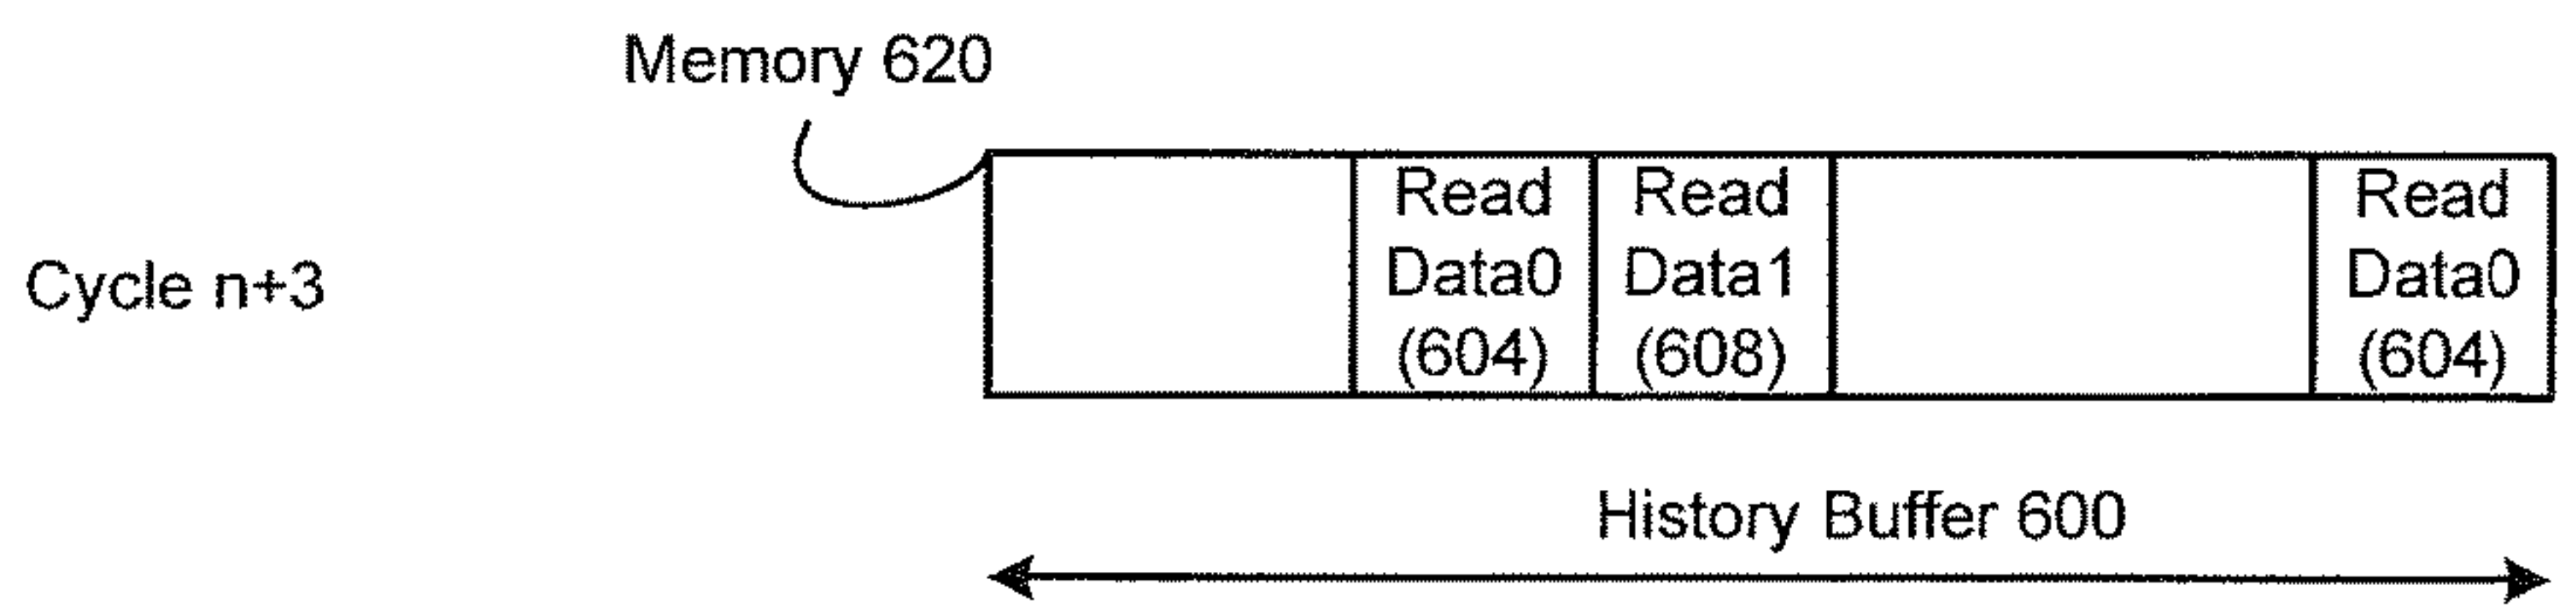 Memory 620
Cycle n+3
Read
Data0
(604)
Read
Data1
(608)
Read
Data0
(604)
History Buffer 600